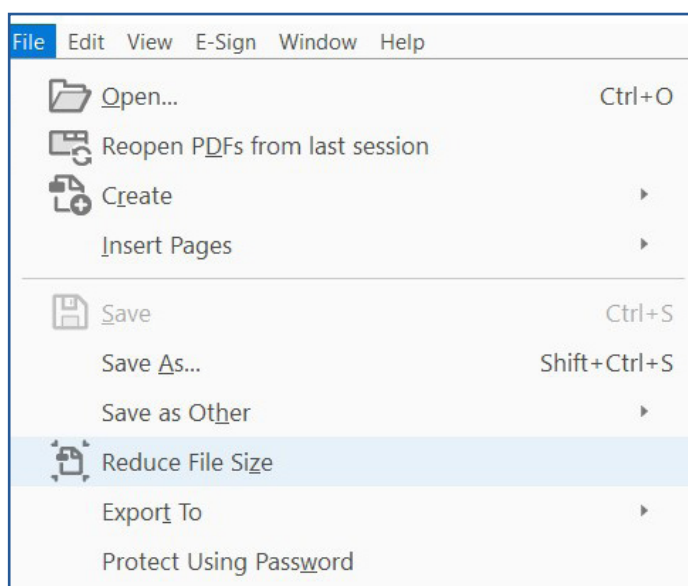 File Edit View E-Sign Window Help
Open... Ctrl+O
Reopen PDFs from last session
Create
Insert Pages
Save Ctrl+S
Save As... Shift+Ctrl+S
Save as Other
Reduce File Size
Export To
Protect Using Password